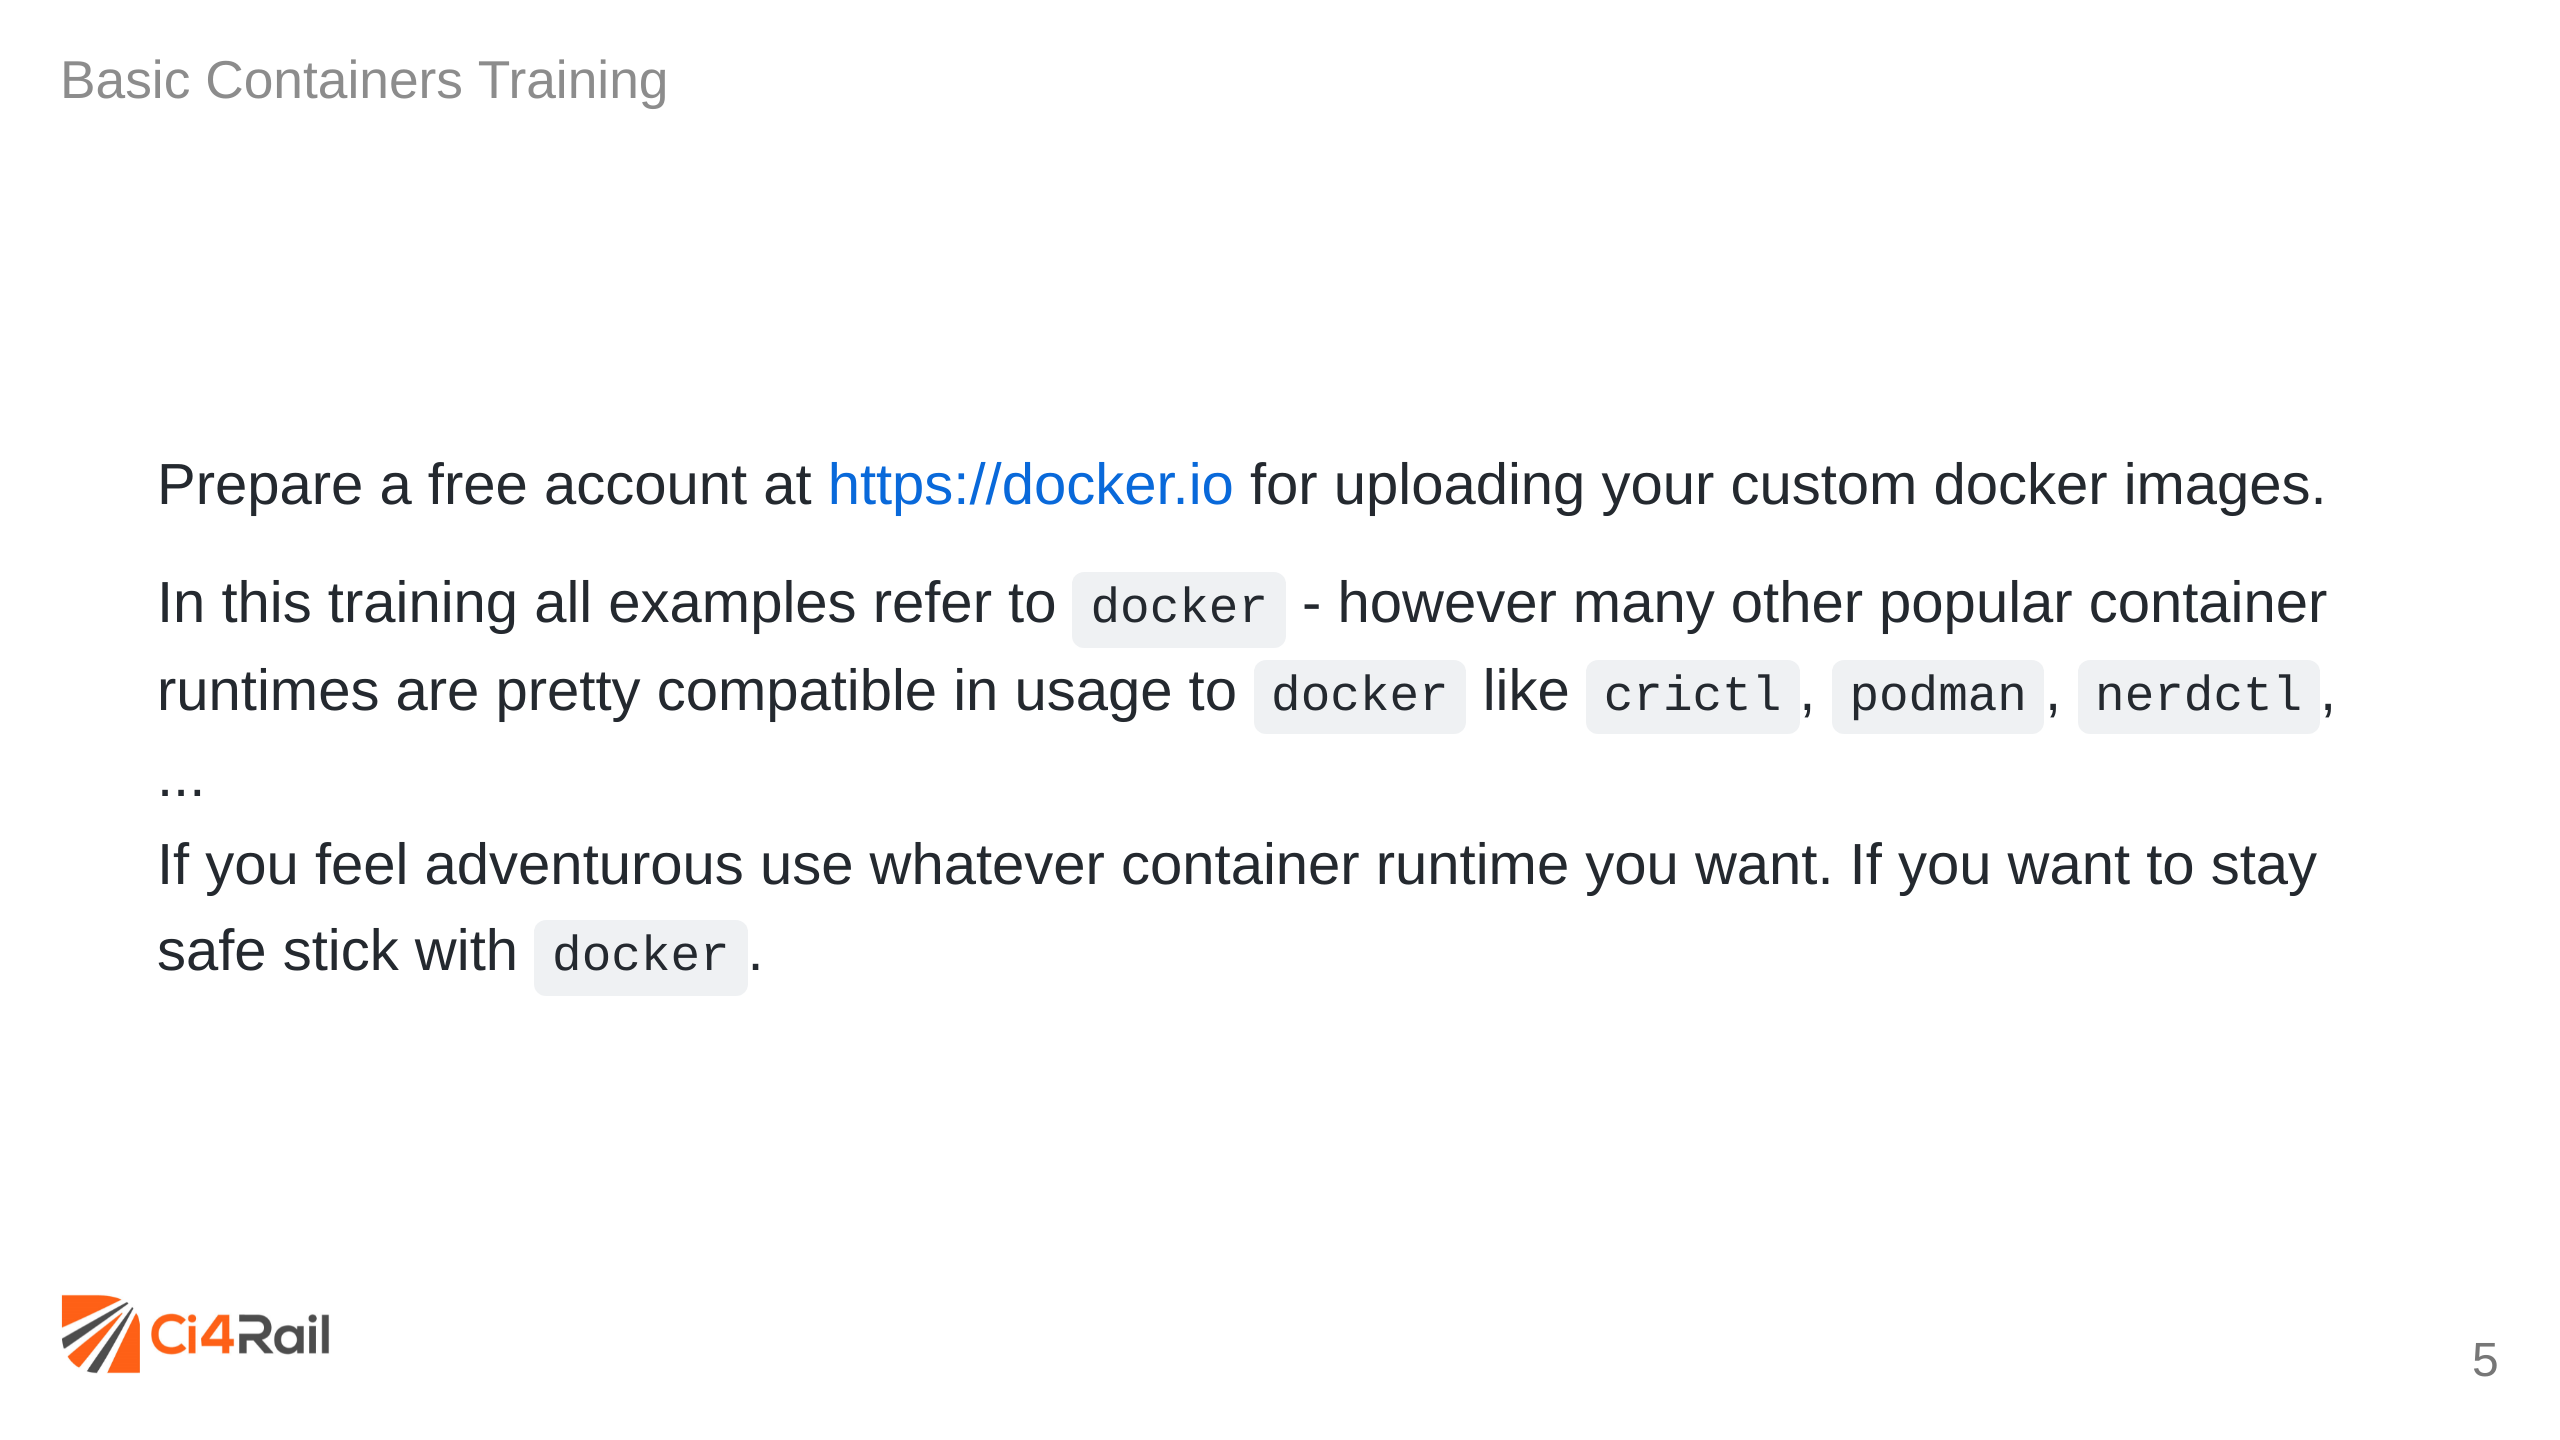 Basic Containers Training
Prepare a free account at https://docker.io for uploading your custom docker images.
In this training all examples refer to docker - however many other popular container
runtimes are pretty compatible in usage to docker like crictl, podman, nerdctl,
...
If you feel adventurous use whatever container runtime you want. If you want to stay
safe stick with docker.
Ci4Rail
5